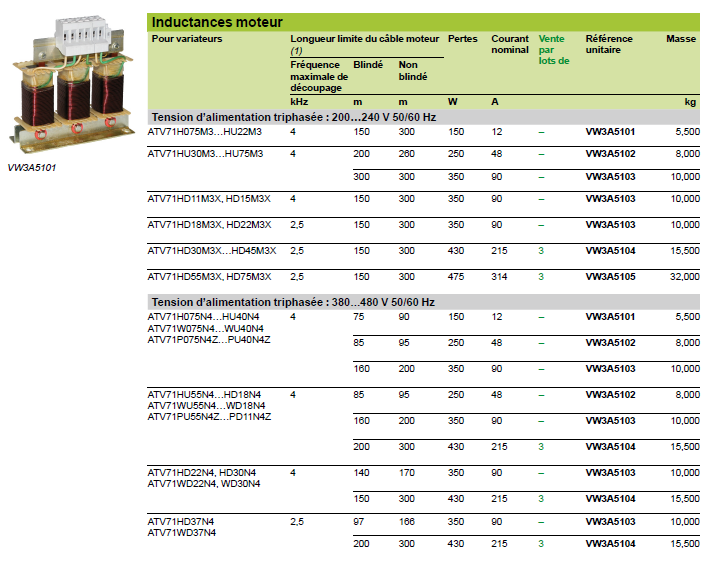 Inductances moteur
Pour variateurs Longueur limite du câble moteur Pertes Courant Vente Référence Masse
(1) nominal par unitaire
Fréquence Blindé Non lots de
maximale de blindé
découpage
kHz m m W A kg
Tension d'alimentation triphasée : 200…240 V 50/60 Hz
ATV71H075M3…HU22M3 4 150 300 150 12 – VW3A5101 5,500
ATV71HU30M3…HU75M3 4 200 260 250 48 – VW3A5102 8,000
VW3A5101
300 300 350 90 – VW3A5103 10,000
ATV71HD11M3X, HD15M3X 4 150 300 350 90 – VW3A5103 10,000
ATV71HD18M3X, HD22M3X 2,5 150 300 350 90 – VW3A5103 10,000
ATV71HD30M3X…HD45M3X 2,5 150 300 430 215 3 VW3A5104 15,500
ATV71HD55M3X, HD75M3X 2,5 150 300 475 314 3 VW3A5105 32,000
Tension d'alimentation triphasée : 380…480 V 50/60 Hz
ATV71H075N4…HU40N4 4 75 90 150 12 – VW3A5101 5,500
ATV71W075N4…WU40N4
ATV71P075N4Z…PU40N4Z 85 95 250 48 – VW3A5102 8,000
160 200 350 90 – VW3A5103 10,000
ATV71HU55N4…HD18N4 4 85 95 250 48 – VW3A5102 8,000
ATV71WU55N4…WD18N4
ATV71PU55N4Z…PD11N4Z 160 200 350 90 – VW3A5103 10,000
200 300 430 215 3 VW3A5104 15,500
ATV71HD22N4, HD30N4 4 140 170 350 90 – VW3A5103 10,000
ATV71WD22N4, WD30N4
150 300 430 215 3 VW3A5104 15,500
ATV71HD37N4 2,5 97 166 350 90 – VW3A5103 10,000
ATV71WD37N4
200 300 430 215 3 VW3A5104 15,500